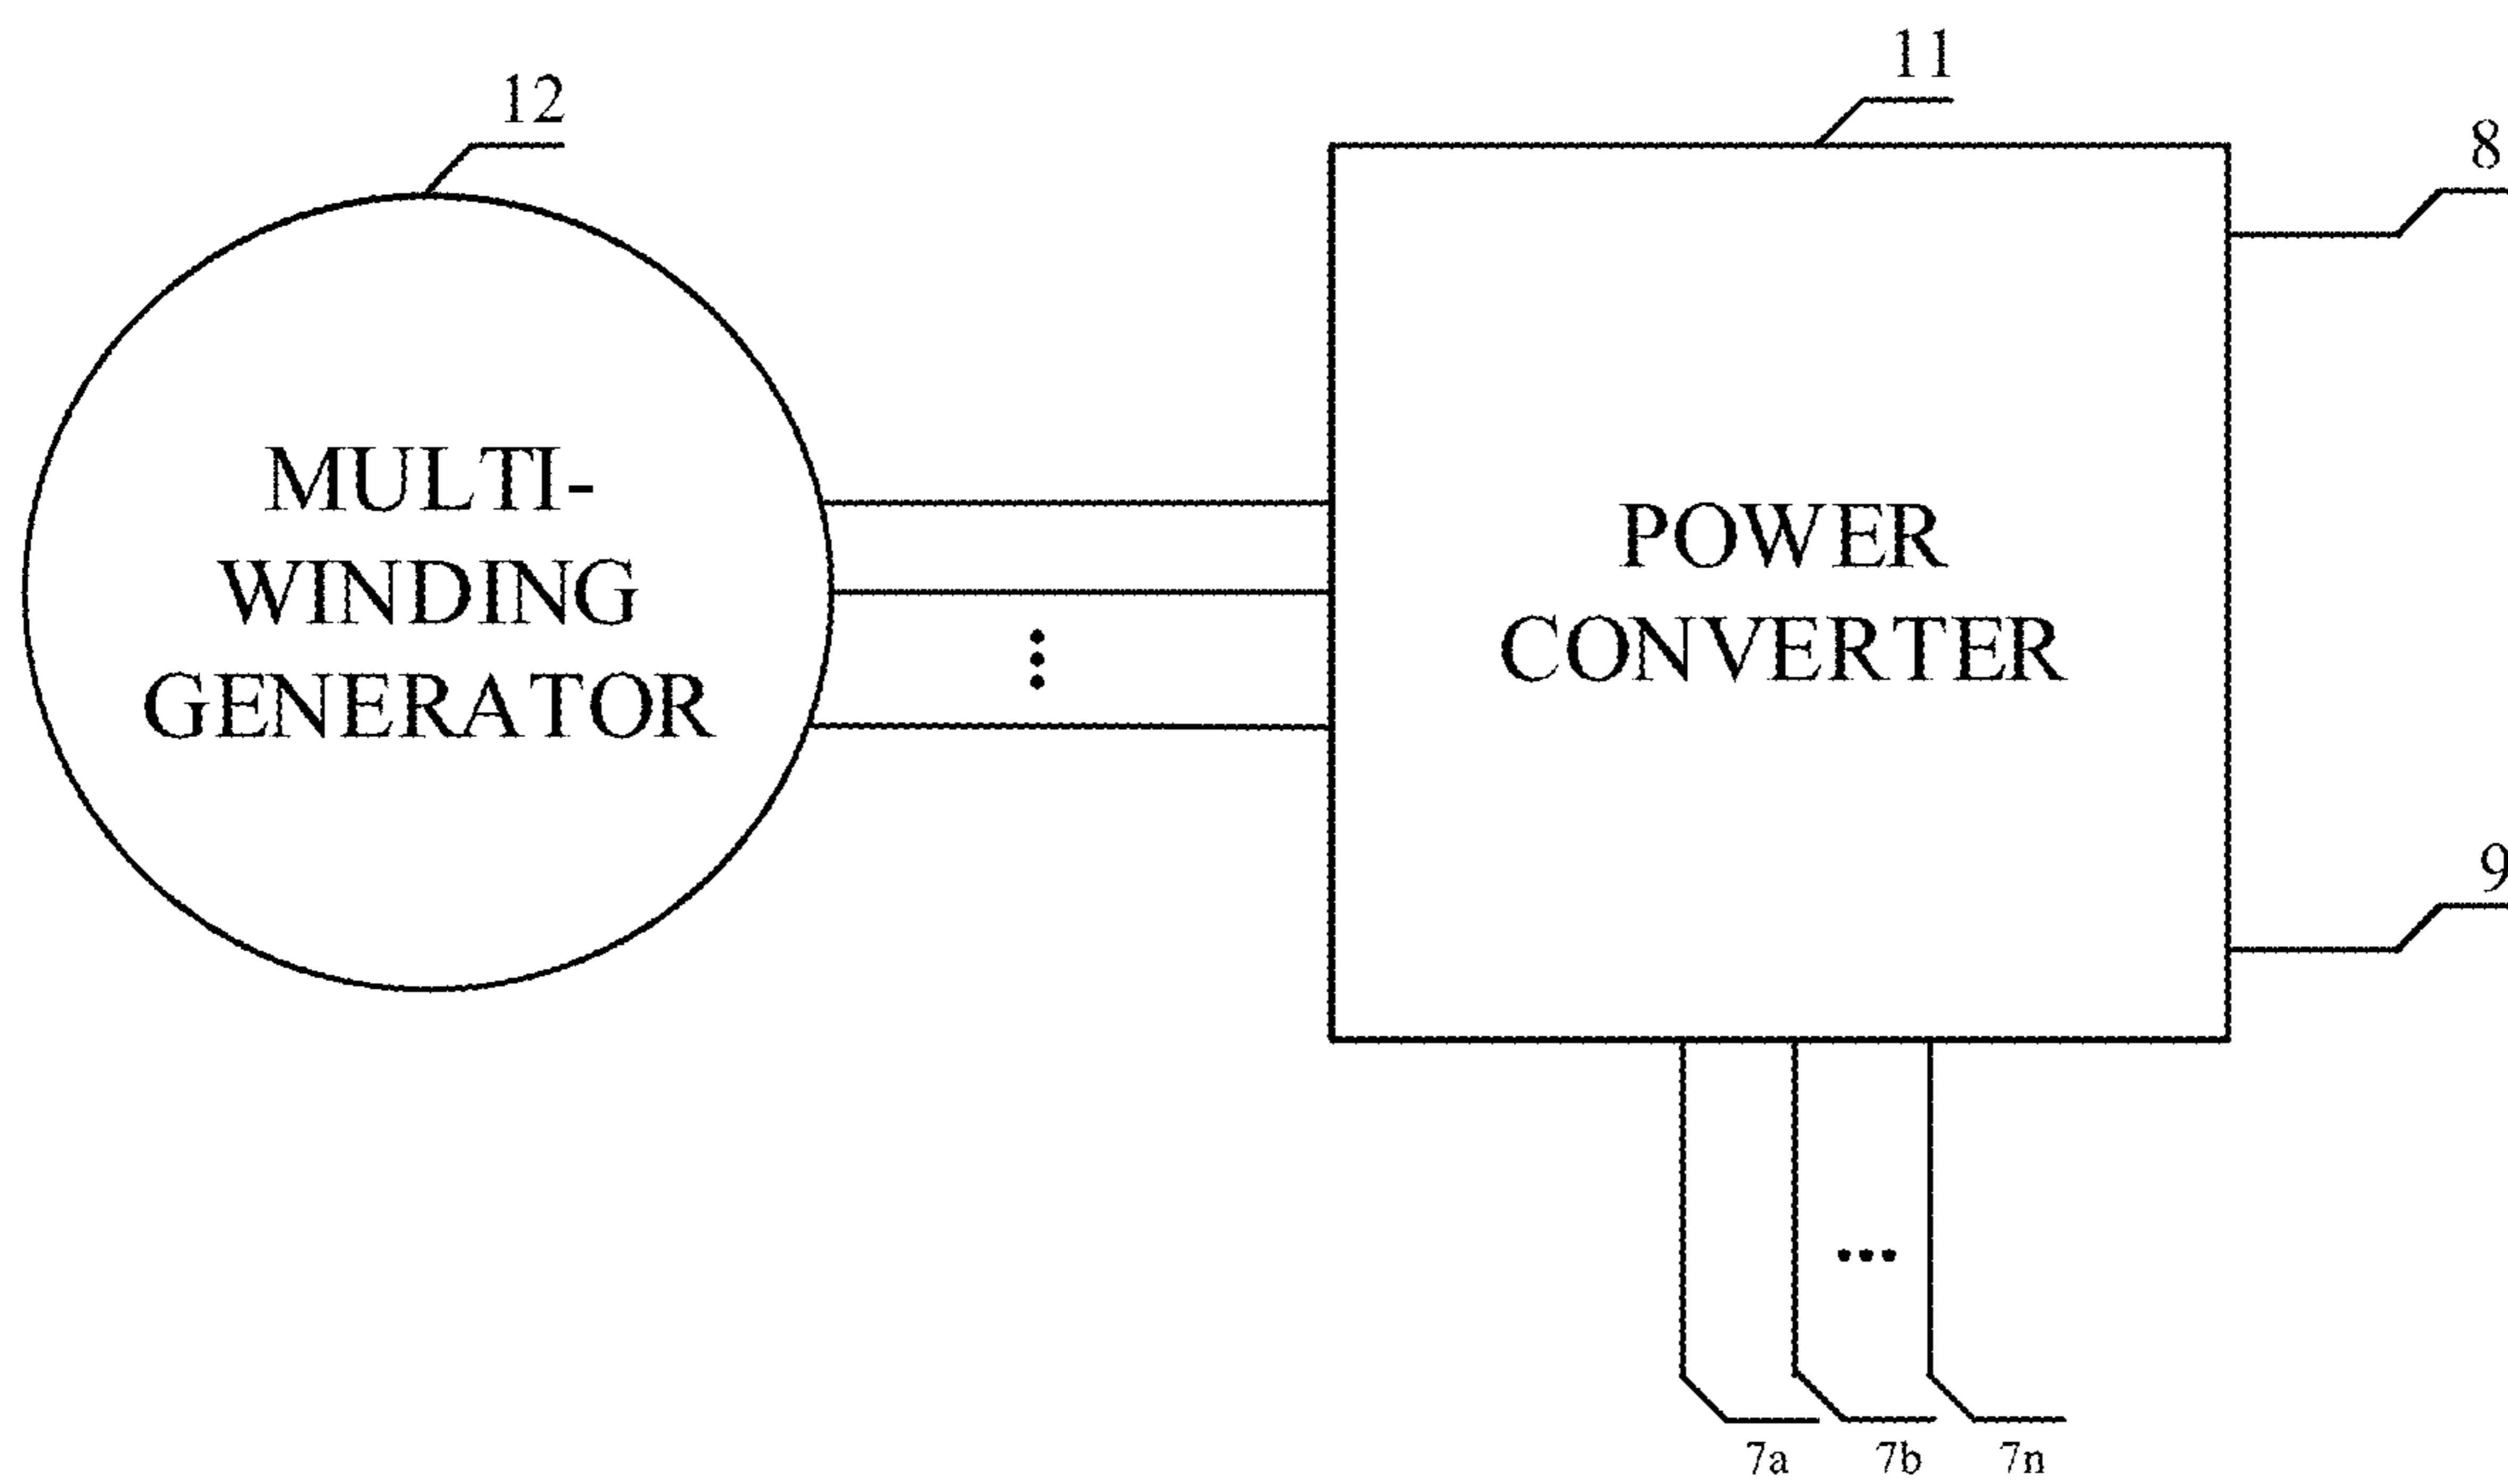 11
12
8
MULTI-
WINDING
GENERATOR
POWER
CONVERTER
9
7a 7b 7n